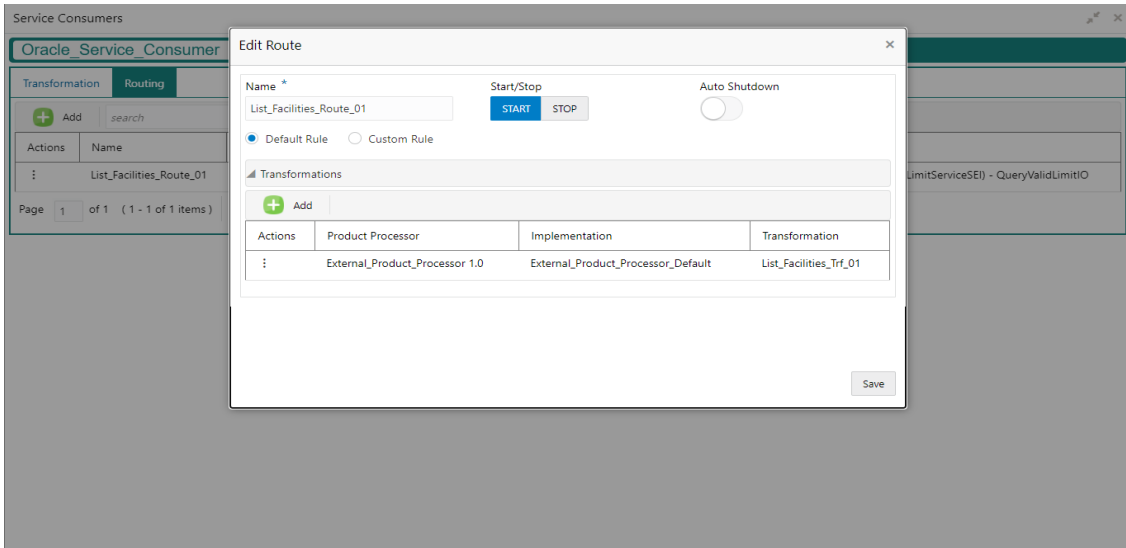 Service Consumers
Oracle_Service_Consumer
Transformation Routing
Add search
Actions Name
List_Facilities_Route_01 LimitServiceSEI) - QueryValidLimitIO
Page 1 of 1 (1 - 1 of 1 items)
Edit Route
Name * Start/Stop Auto Shutdown
List_Facilities_Route_01 START STOP
Default Rule Custom Rule
Transformations
Add
Actions Product Processor Implementation Transformation
External_Product_Processor 1.0 External_Product_Processor_Default List_Facilities_Trf_01
Save